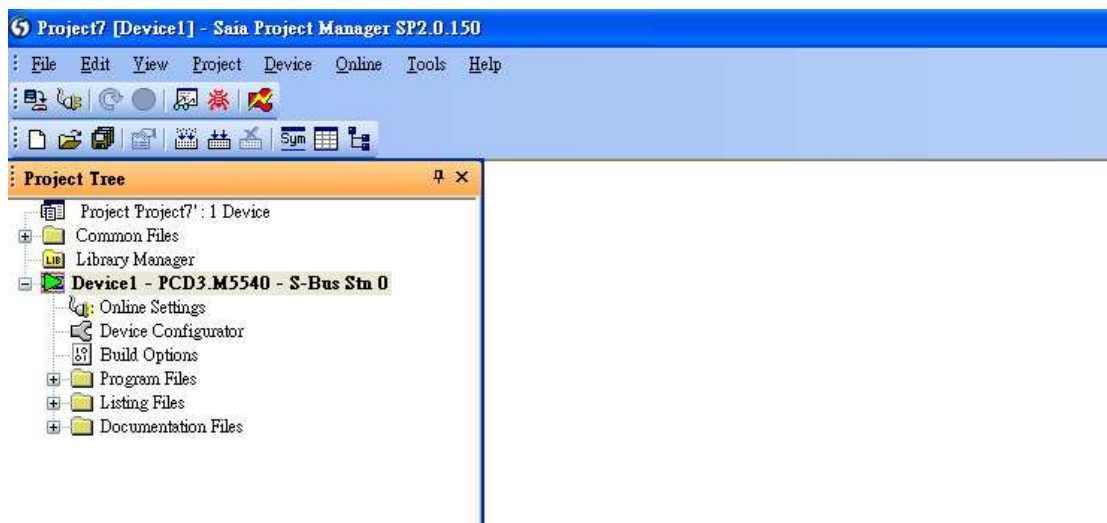 Project7 [Device1] - Saia Project Manager SP2.0.150
File Edit View Project Device Online Tools Help
Sym
Project Tree
Project 'Project7' : 1 Device
Common Files
LIB Library Manager
Device1 - PCD3.M5540 - S-Bus Stn 0
Online Settings
Device Configurator
Build Options
Program Files
Listing Files
Documentation Files